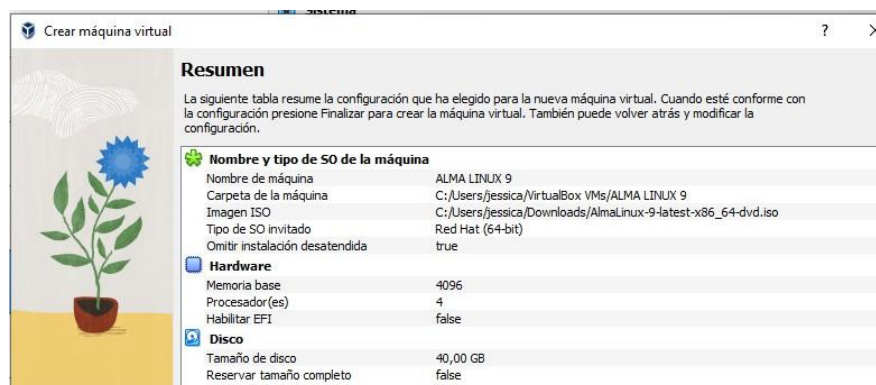 Sistema
Crear máquina virtual ?
Resumen
La siguiente tabla resume la configuración que ha elegido para la nueva máquina virtual. Cuando esté conforme con
la configuración presione Finalizar para crear la máquina virtual. También puede volver atrás y modificar la
configuración.
Nombre y tipo de SO de la máquina
Nombre de máquina ALMA LINUX 9
Carpeta de la máquina C:/Users/jessica/VirtualBox VMs/ALMA LINUX 9
Imagen ISO C:/Users/jessica/Downloads/AlmaLinux-9-latest-x86_64-dvd.iso
Tipo de SO invitado Red Hat (64-bit)
Omitir instalación desatendida true
Hardware
Memoria base 4096
Procesador(es) 4
Habilitar EFI false
Disco
Tamaño de disco 40,00 GB
Reservar tamaño completo false